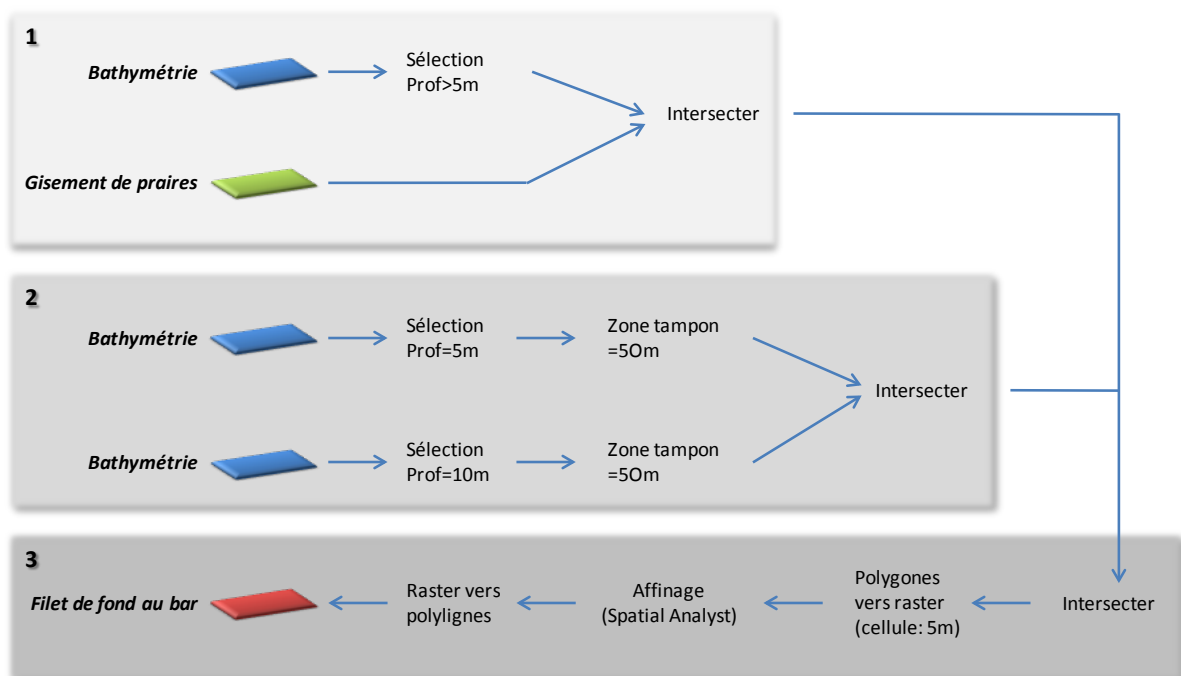 1
Bathymétrie
Sélection
Prof>5m
Intersecter
Gisement de praires
2
Bathymétrie
Sélection
Prof=5m
Zone tampon
=5Om
Intersecter
Bathymétrie
Sélection
Prof=10m
Zone tampon
=5Om
3
Filet de fond au bar
Raster vers
polylignes
Affinage
(Spatial Analyst)
Polygones
vers raster
(cellule: 5m)
Intersecter